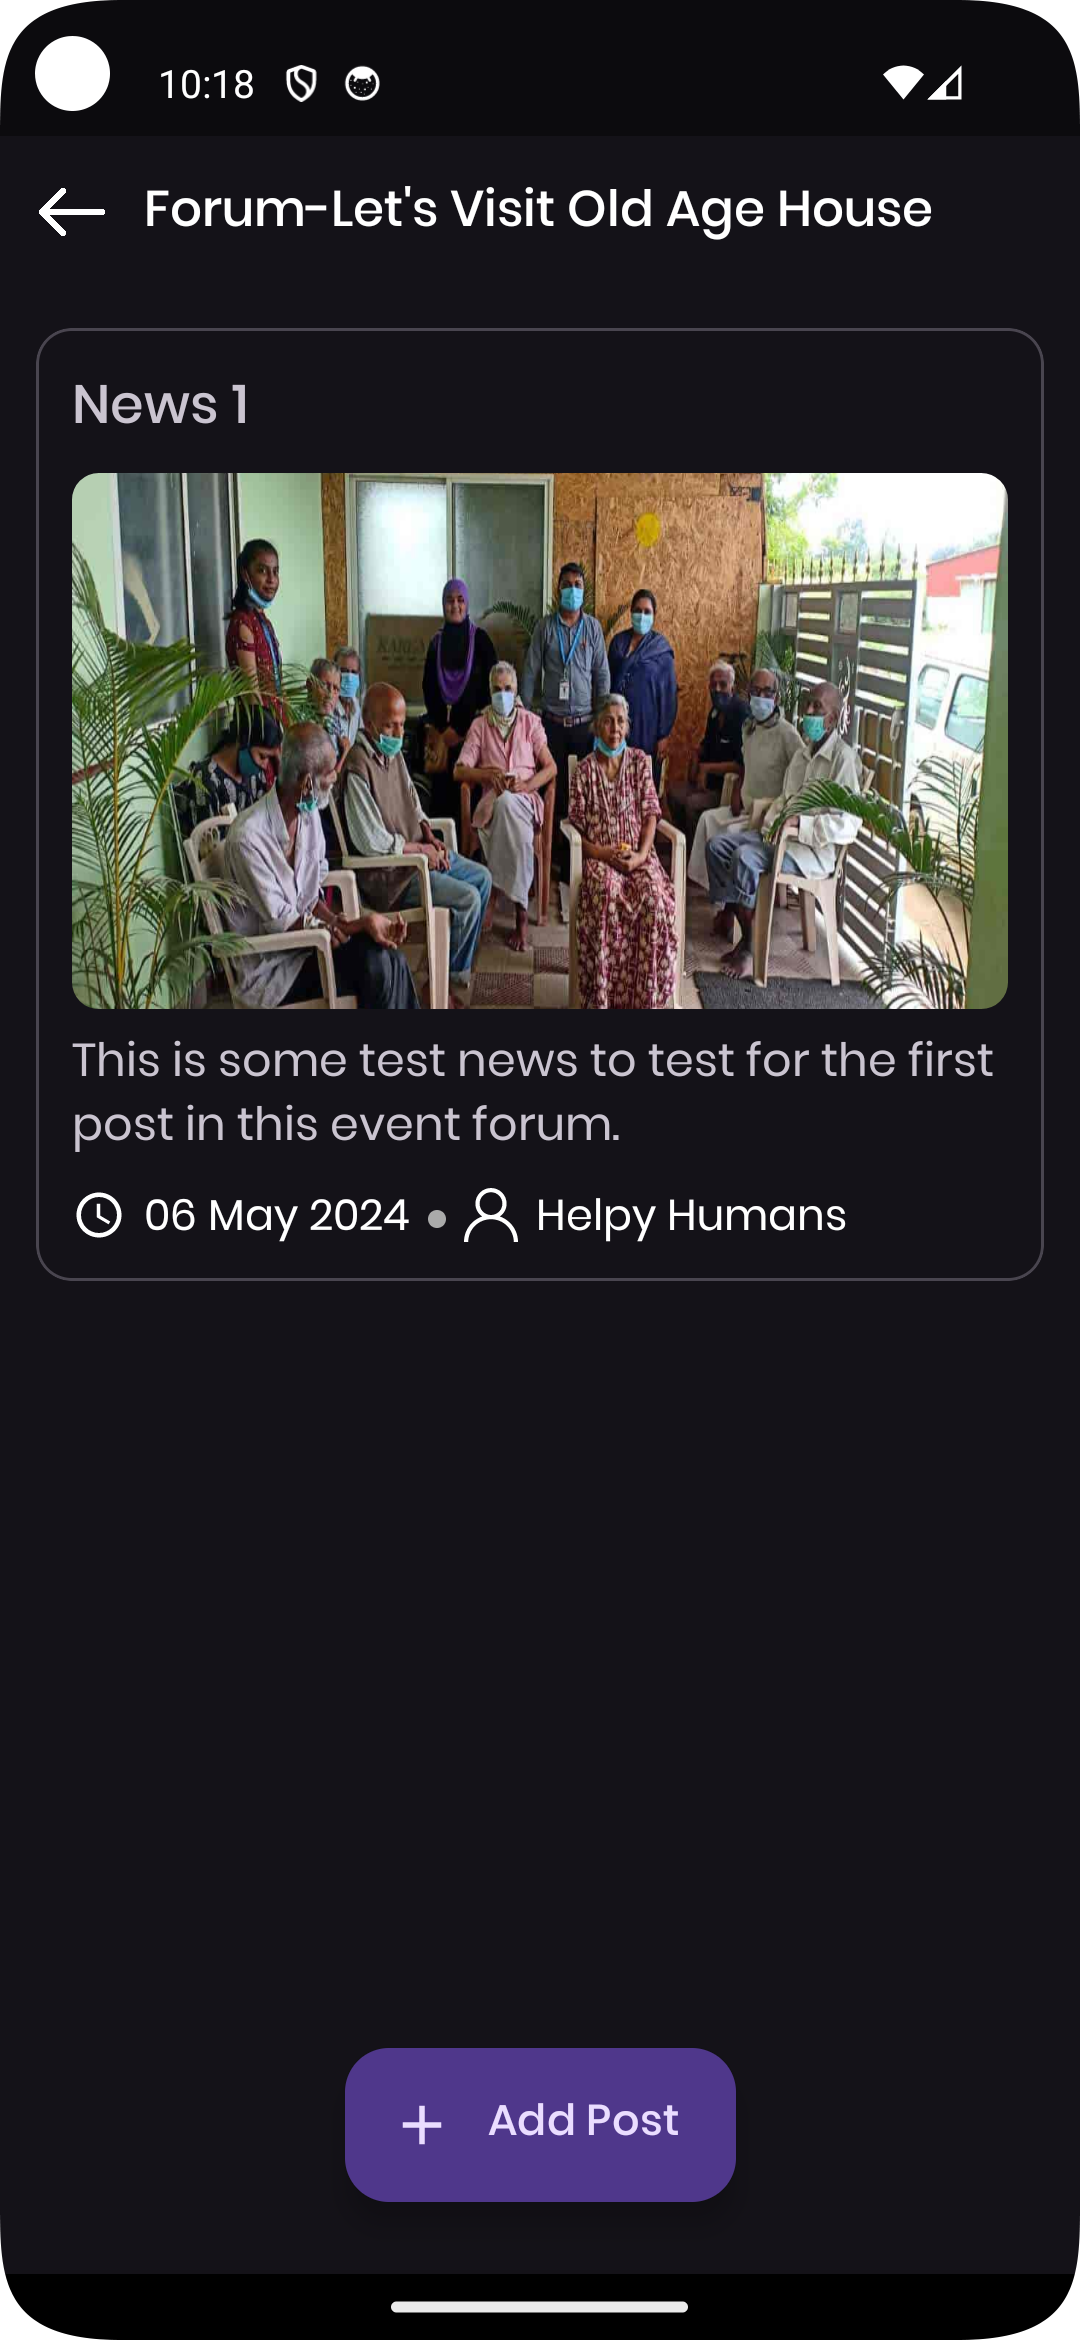 10:18
Forum-Let's Visit Old Age House
News 1
This is some test news to test for the first
post in this event forum.
06 May 2024 • Helpy Humans
+ Add Post